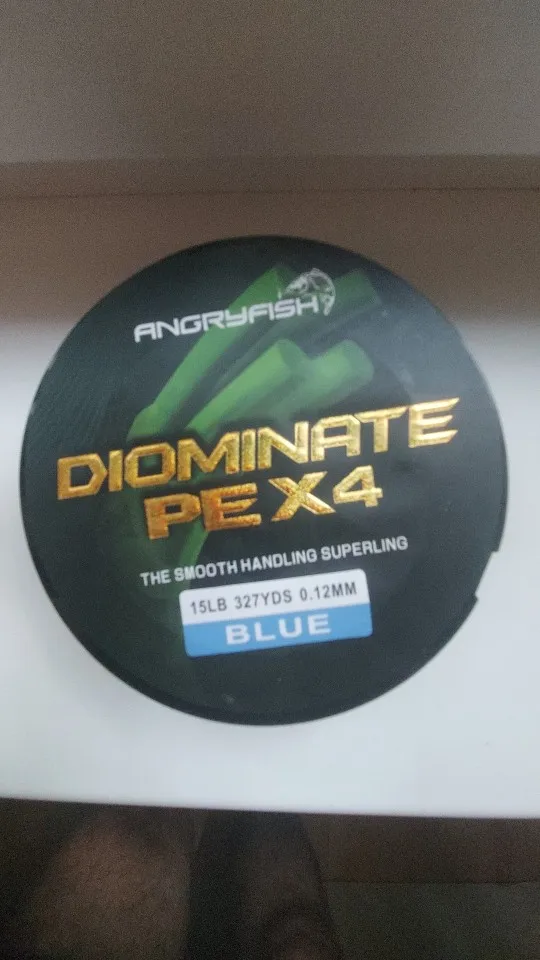 ANGRYFISH
DIOMINATE
PE X4
THE SMOOTH HANDLING SUPERLING
15LB 327YDS 0.12MM
BLUE